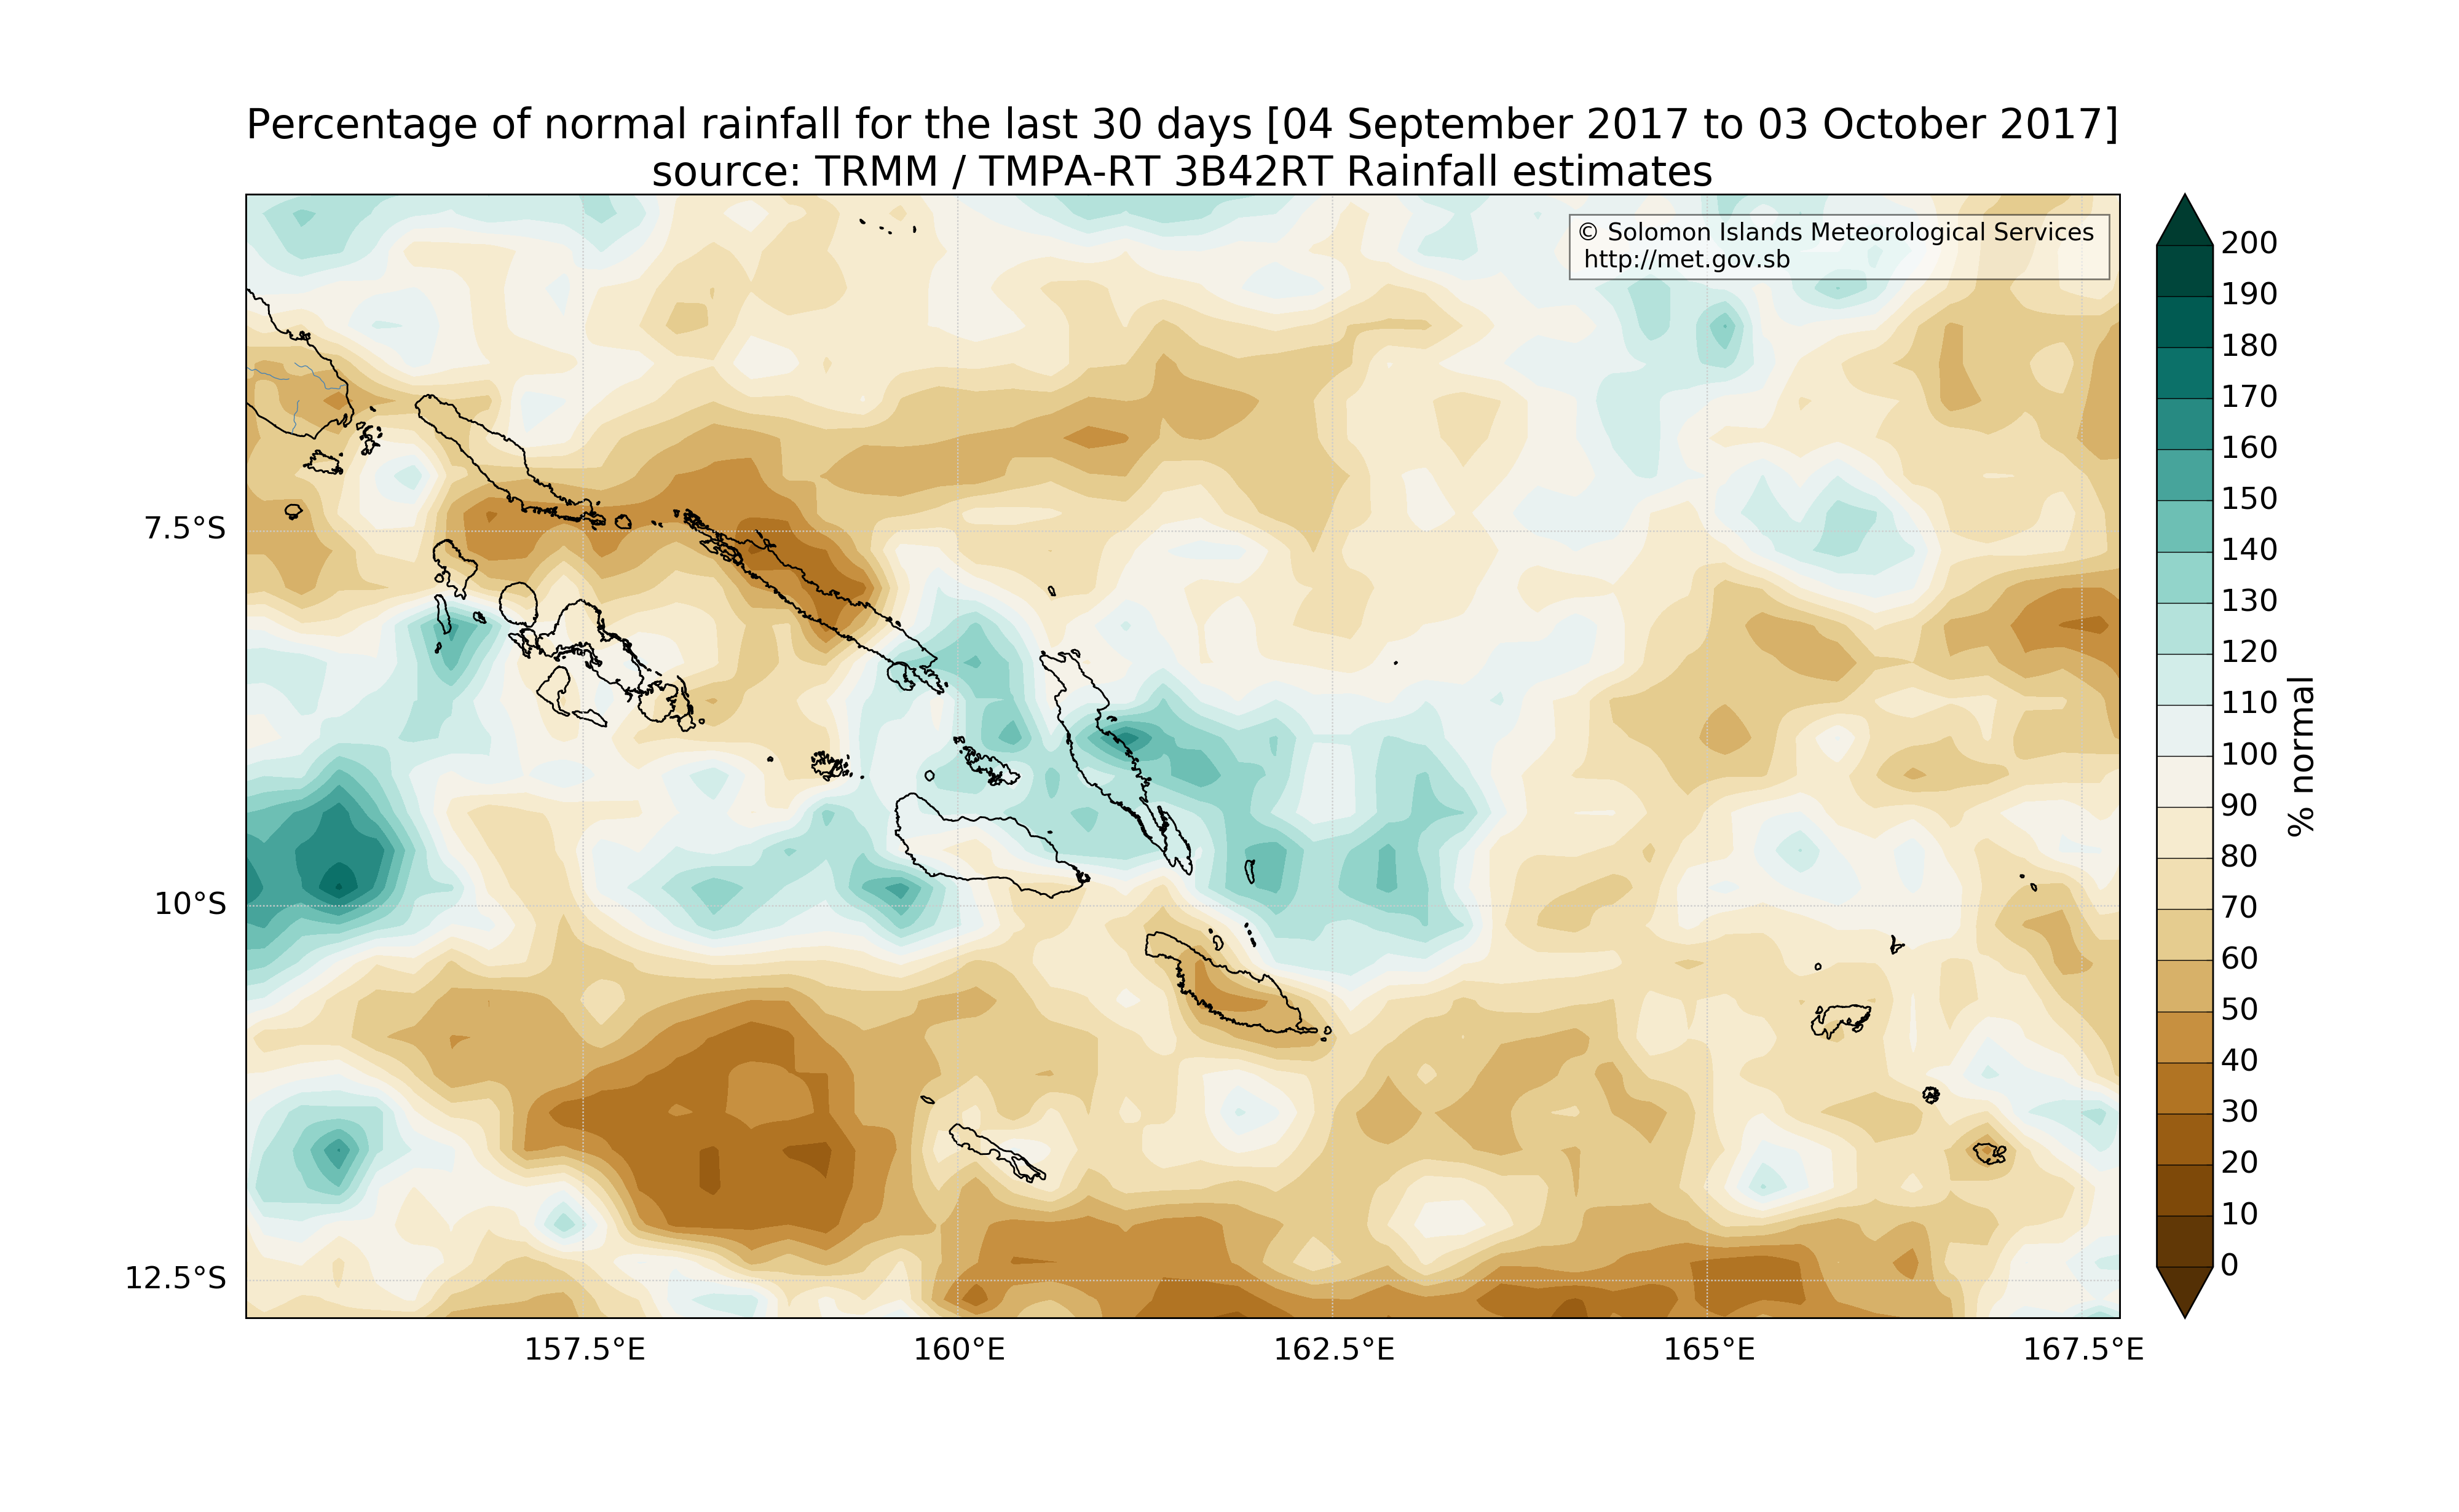 Percentage of normal rainfall for the last 30 days [04 September 2017 to 03 October 2017]
source: TRMM / TMPA-RT 3B42RT Rainfall estimates
© Solomon Islands Meteorological Services
http://met.gov.sb
7.5°S
10°S
12.5°S
157.5°E
160°E
162.5°E
165°E
167.5°E
200
190
180
170
160
150
140
130
120
110
100
90
80
70
60
50
40
30
20
10
0
% normal